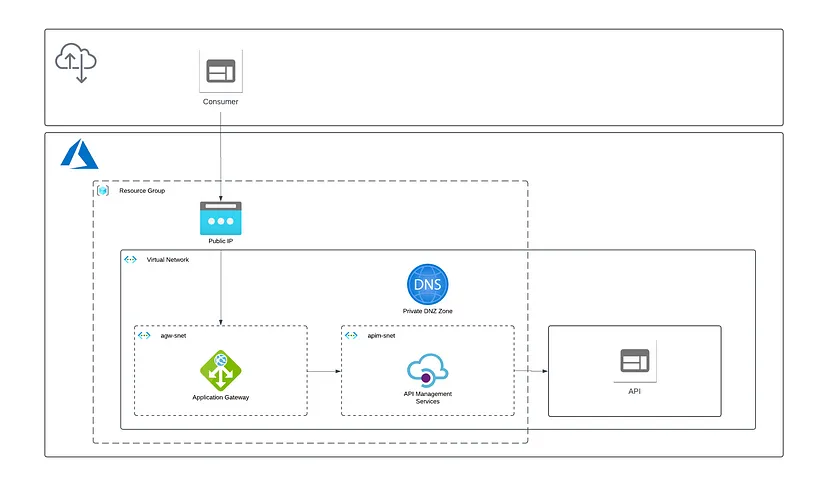 Consumer
Resource Group
Public IP
Virtual Network
DNS
Private DNZ Zone
agw-snet
apim-snet
Application Gateway
API Management
Services
API